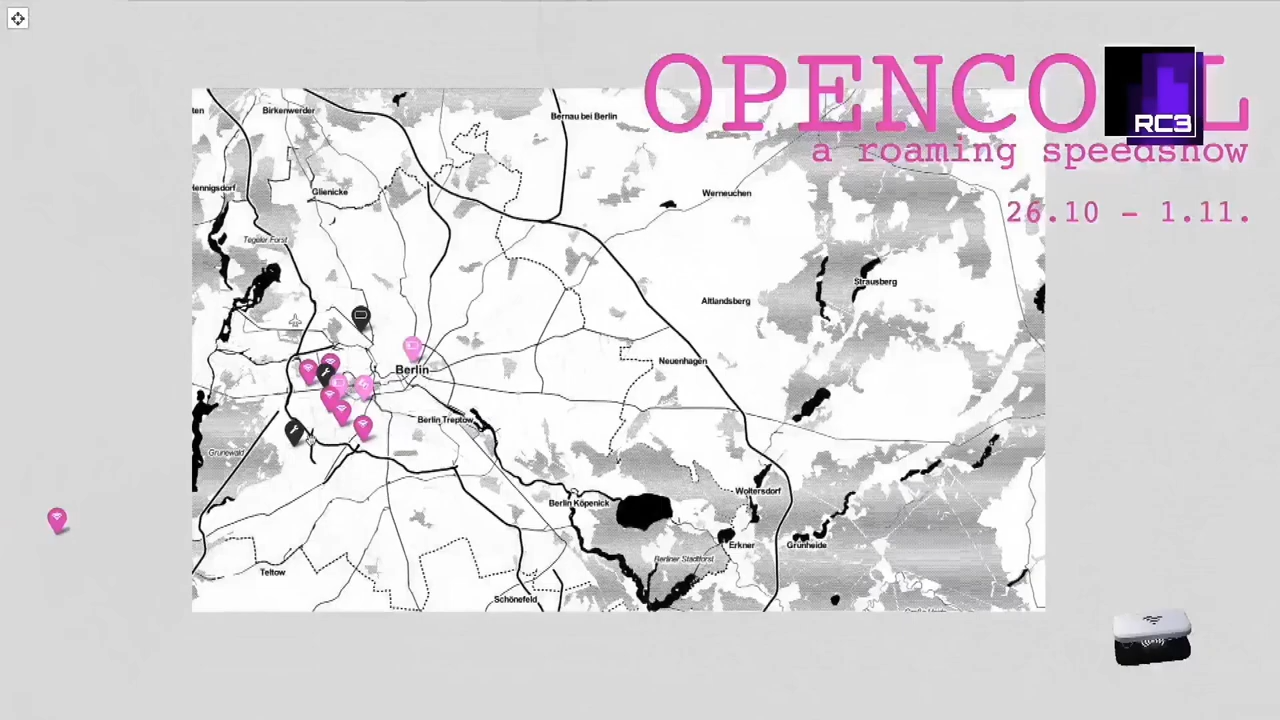 OPENCO L
RC3
a roaming speedshow
26.10 - 1.11.
Birkenwerder
Bernau bei Berlin
Glienicke
Werneuchen
Tegeler Forst
Strausberg
Altlandsberg
Neuenhagen
Berlin
Berlin Treptow
Grunewald
Woltersdorf
Berlin Köpenick
Erkner
Grünheide
Berliner Stadtforst
Teltow
Schönefeld